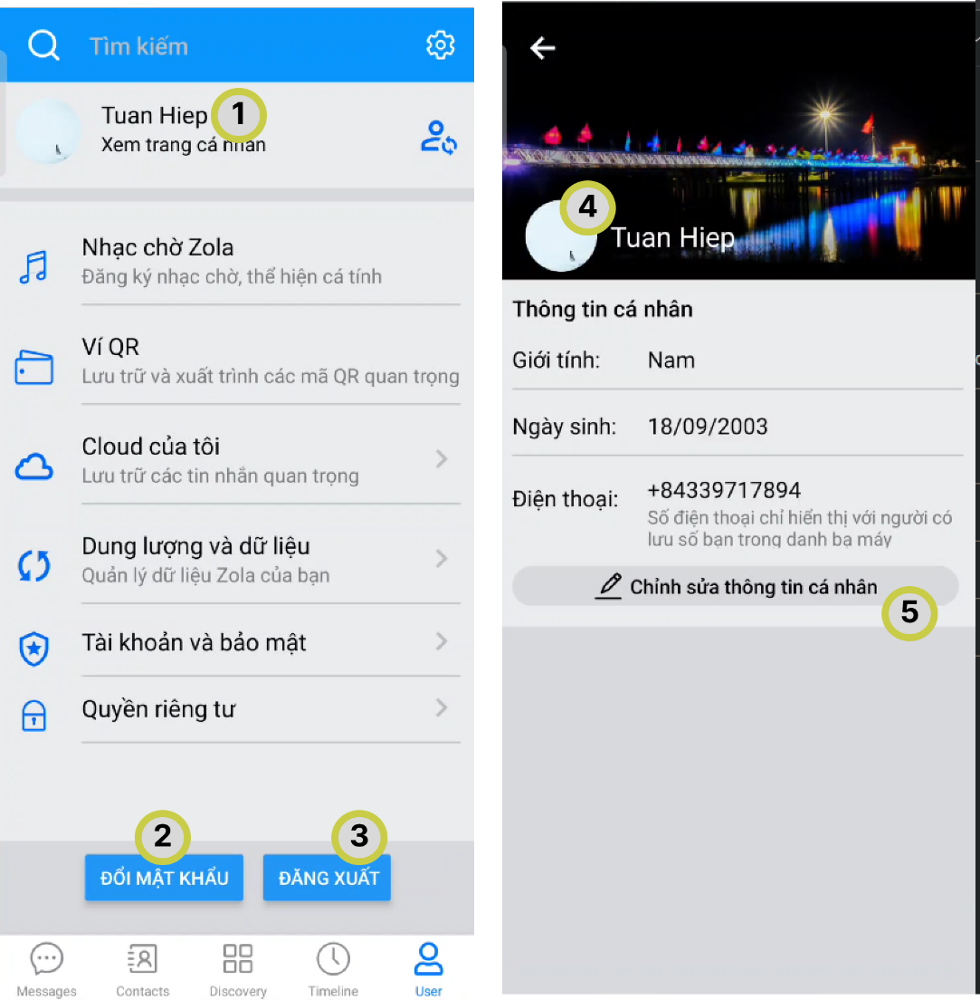 Tìm kiếm
Tuan Hiep
1
Xem trang cá nhân
Nhạc chờ Zola
Đăng ký nhạc chờ, thể hiện cá tính
Ví QR
Lưu trữ và xuất trình các mã QR quan trọng
Cloud của tôi
Lưu trữ các tin nhắn quan trọng
Dung lượng và dữ liệu
Quản lý dữ liệu Zola của bạn
Tài khoản và bảo mật
Quyền riêng tư
2
3
ĐỔI MẬT KHẨU
ĐĂNG XUẤT
Messages
Contacts
Discovery
Timeline
User
4
Tuan Hiep
Thông tin cá nhân
Giới tính: Nam
Ngày sinh: 18/09/2003
Điện thoại: +84339717894
Số điện thoại chỉ hiển thị với người có
lưu số bạn trong danh bạ máy
Chỉnh sửa thông tin cá nhân
5